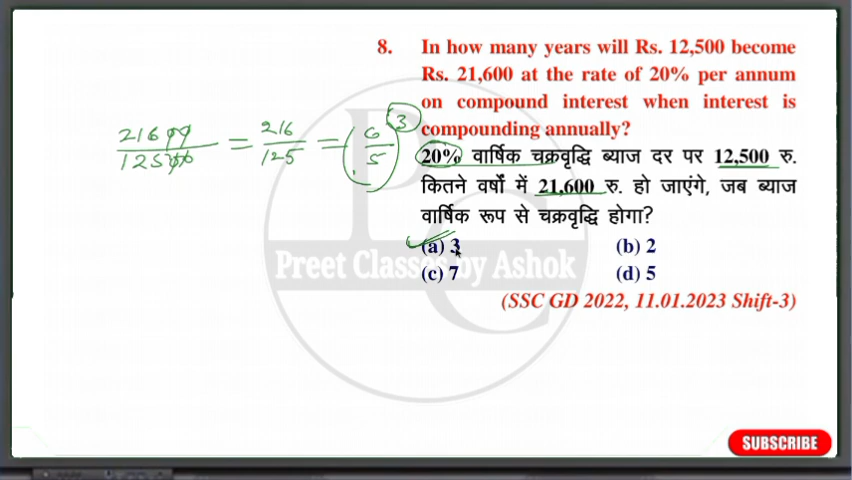 8. In how many years will Rs. 12,500 become
Rs. 21,600 at the rate of 20% per annum
on compound interest when interest is
compounding annually?
20% वार्षिक चक्रवृद्धि ब्याज दर पर 12,500 रु.
कितने वर्षों में 21,600 रु. हो जाएंगे, जब ब्याज
वार्षिक रूप से चक्रवृद्धि होगा?
(a) 3 (b) 2
(c) 7 (d) 5
(SSC GD 2022, 11.01.2023 Shift-3)
21600/12500 = 216/125 = (6/5)3
Preet Classes by Ashok
P
C
SUBSCRIBE